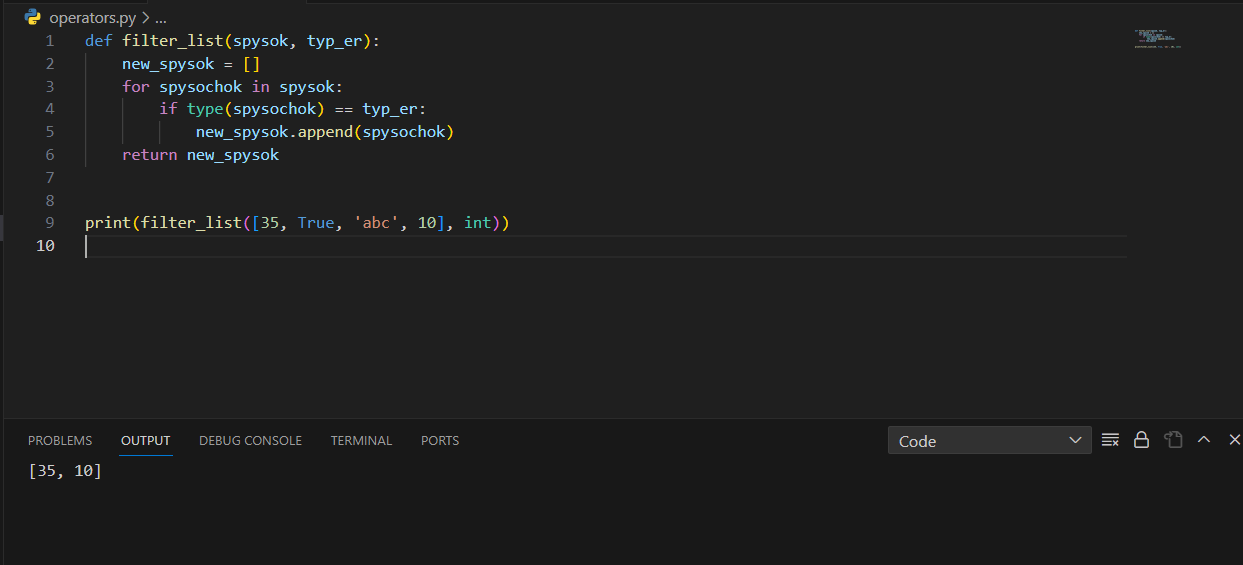 operators.py > ...
1 def filter_list(spysok, typ_er):
2     new_spysok = []
3     for spysochok in spysok:
4         if type(spysochok) == typ_er:
5             new_spysok.append(spysochok)
6     return new_spysok
7
8
9 print(filter_list([35, True, 'abc', 10], int))
10
PROBLEMS OUTPUT DEBUG CONSOLE TERMINAL PORTS Code
[35, 10]